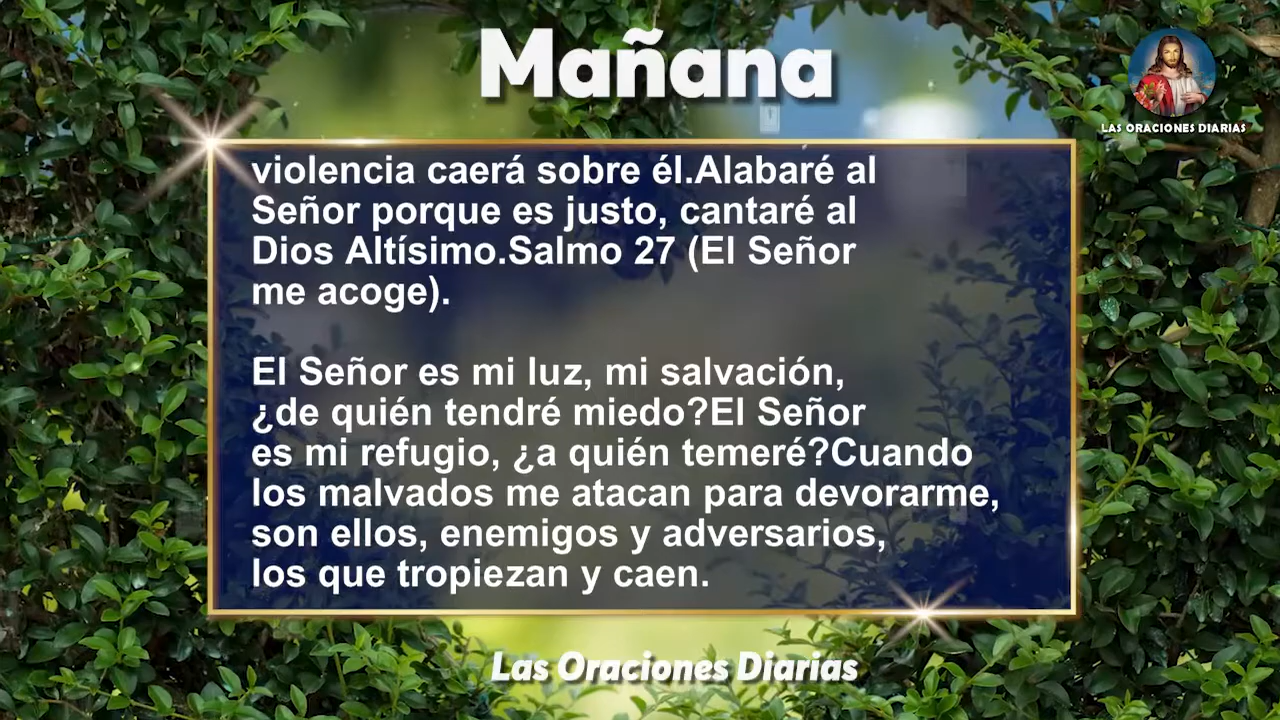 Mañana
LAS ORACIONES DIARIAS
violencia caerá sobre él.Alabaré al
Señor porque es justo, cantaré al
Dios Altísimo.Salmo 27 (El Señor
me acoge).
El Señor es mi luz, mi salvación,
¿de quién tendré miedo?El Señor
es mi refugio, ¿a quién temeré?Cuando
los malvados me atacan para devorarme,
son ellos, enemigos y adversarios,
los que tropiezan y caen.
Las Oraciones Diarias